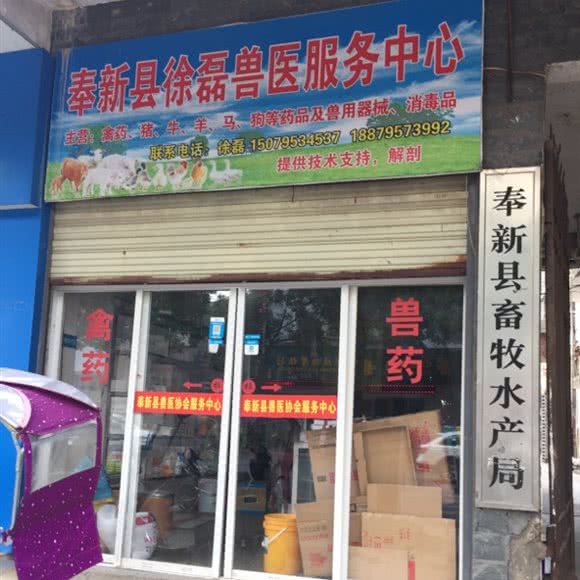 奉新县徐磊兽医服务中心
主营：禽药、猪、牛、羊、马、狗等药品及兽用器械、消毒品
联系电话：徐磊 15079534537 18879573992
提供技术支持，解剖
奉新县畜牧水产局
禽药
兽药
奉新县兽医协会服务中心
奉新县兽医协会服务中心